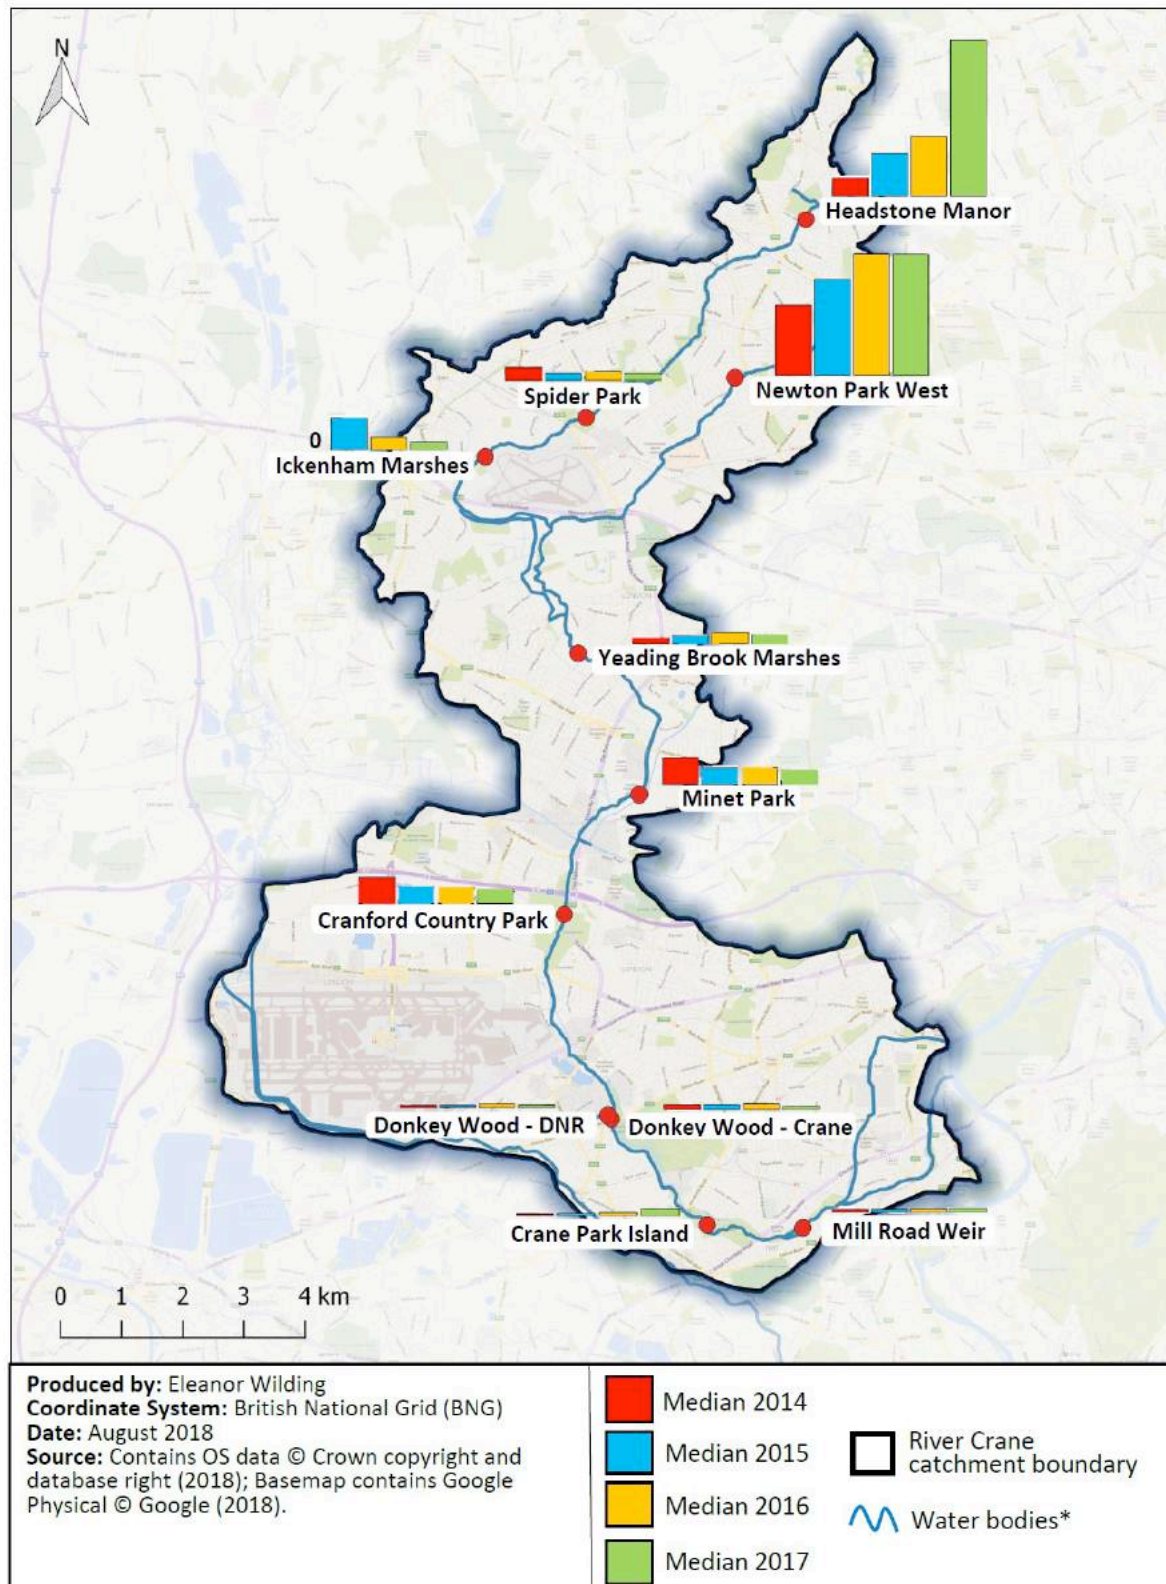 N
Headstone Manor
Newton Park West
Spider Park
0
Ickenham Marshes
Yeading Brook Marshes
Minet Park
Cranford Country Park
Donkey Wood - DNR
Donkey Wood - Crane
Crane Park Island
Mill Road Weir
0 1 2 3 4 km
Produced by: Eleanor Wilding
Coordinate System: British National Grid (BNG)
Date: August 2018
Source: Contains OS data © Crown copyright and
database right (2018); Basemap contains Google
Physical © Google (2018).
Median 2014
Median 2015
Median 2016
Median 2017
River Crane
catchment boundary
Water bodies*